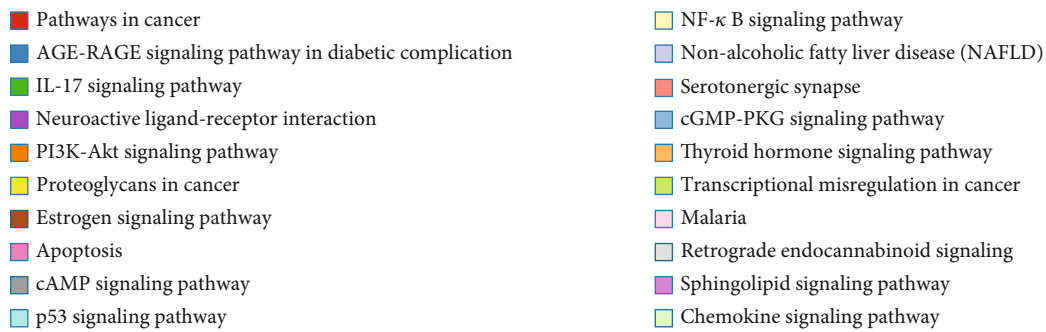 Pathways in cancer
AGE-RAGE signaling pathway in diabetic complication
IL-17 signaling pathway
Neuroactive ligand-receptor interaction
PI3K-Akt signaling pathway
Proteoglycans in cancer
Estrogen signaling pathway
Apoptosis
cAMP signaling pathway
p53 signaling pathway
NF-κ B signaling pathway
Non-alcoholic fatty liver disease (NAFLD)
Serotonergic synapse
cGMP-PKG signaling pathway
Thyroid hormone signaling pathway
Transcriptional misregulation in cancer
Malaria
Retrograde endocannabinoid signaling
Sphingolipid signaling pathway
Chemokine signaling pathway